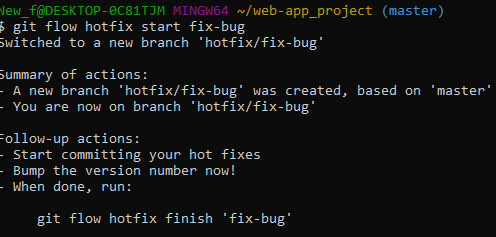 New_f@DESKTOP-0C81TJM MINGW64 ~/web-app_project (master)
$ git flow hotfix start fix-bug
Switched to a new branch 'hotfix/fix-bug'

Summary of actions:
- A new branch 'hotfix/fix-bug' was created, based on 'master'
- You are now on branch 'hotfix/fix-bug'

Follow-up actions:
- Start committing your hot fixes
- Bump the version number now!
- When done, run:

     git flow hotfix finish 'fix-bug'